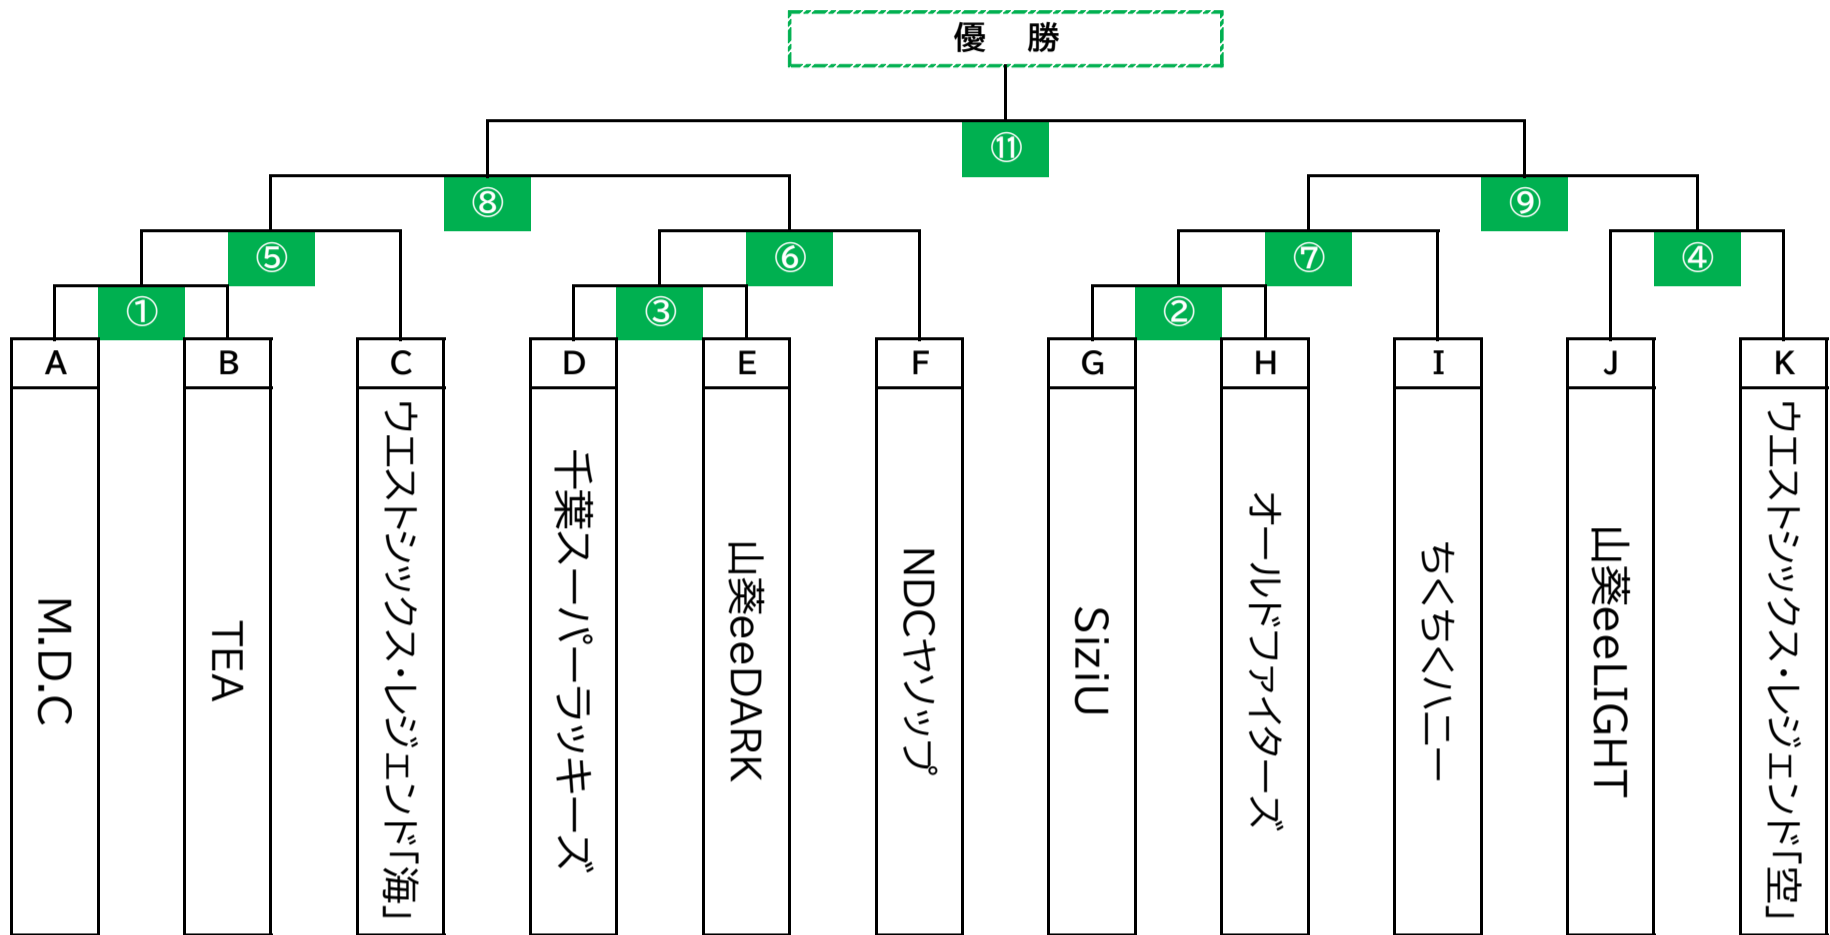 優　勝
⑪
⑧
⑨
⑤
⑥
⑦
④
①
③
②
A
B
C
D
E
F
G
H
I
J
K
M.D.C
TEA
ウエストシックス・レジェンド「海」
千葉スーパーラッキーズ
山葵eeDARK
NDCヤソップ
SiziU
オールドファイターズ
ちくちくハニー
山葵eeLIGHT
ウエストシックス・レジェンド「空」